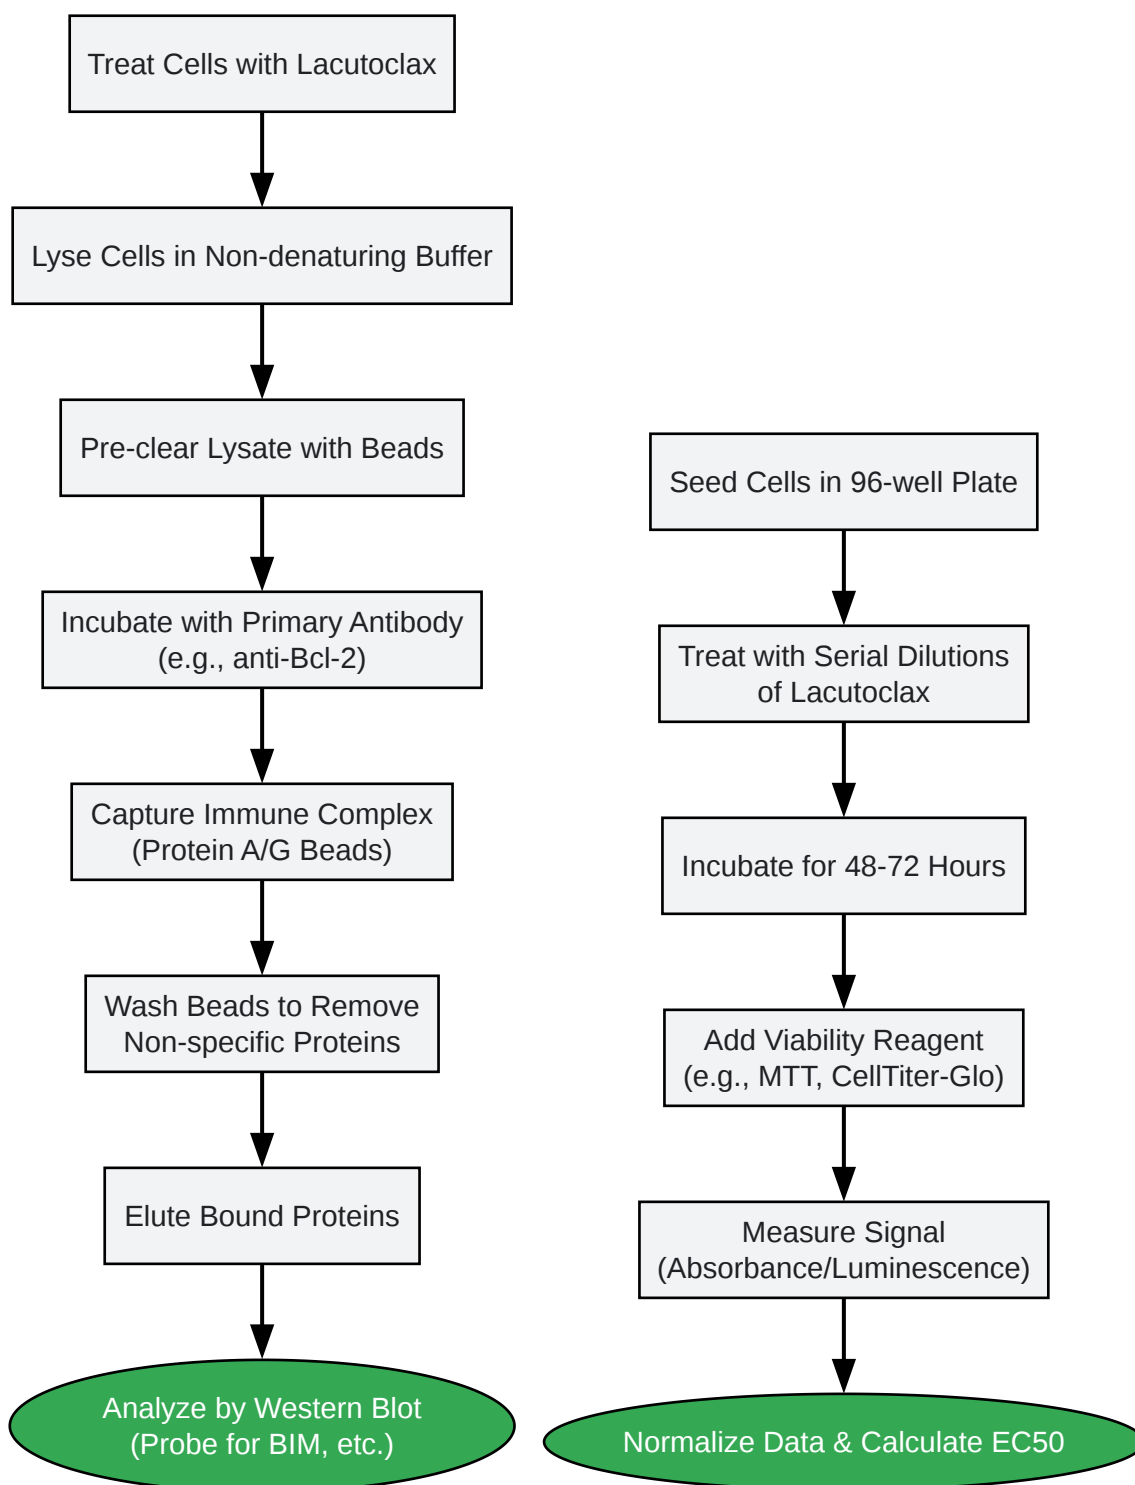 Treat Cells with Lacutoclax
Lyse Cells in Non-denaturing Buffer
Pre-clear Lysate with Beads
Incubate with Primary Antibody
(e.g., anti-Bcl-2)
Capture Immune Complex
(Protein A/G Beads)
Wash Beads to Remove
Non-specific Proteins
Elute Bound Proteins
Analyze by Western Blot
(Probe for BIM, etc.)
Seed Cells in 96-well Plate
Treat with Serial Dilutions
of Lacutoclax
Incubate for 48-72 Hours
Add Viability Reagent
(e.g., MTT, CellTiter-Glo)
Measure Signal
(Absorbance/Luminescence)
Normalize Data & Calculate EC50